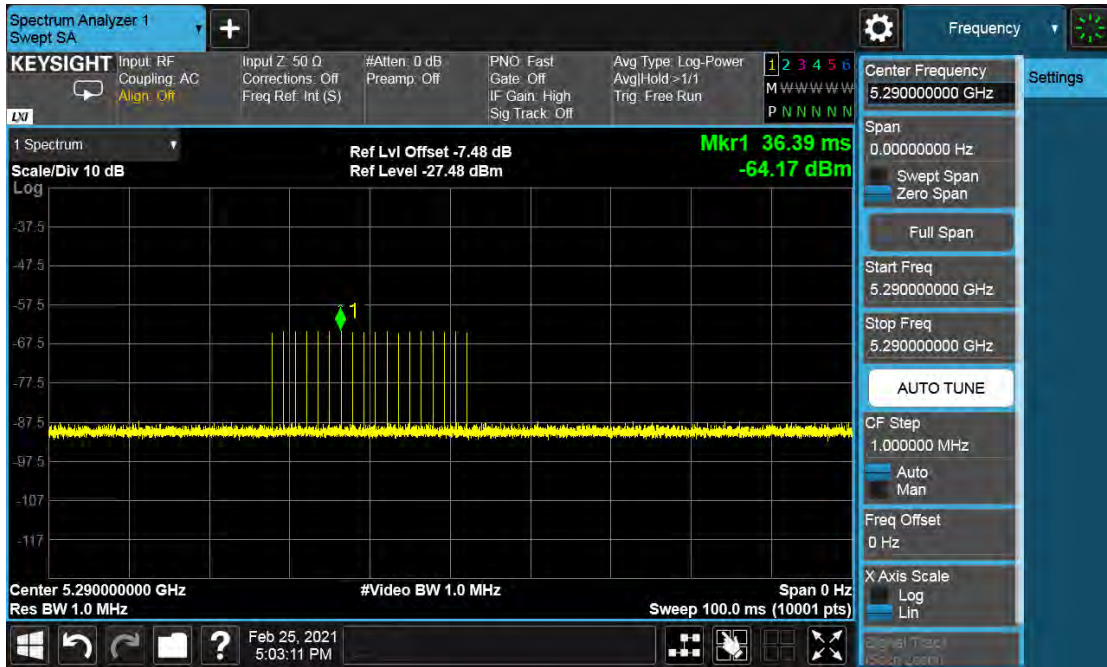 Spectrum Analyzer 1
Swept SA
+
Frequency
KEYSIGHT
Input: RF
Coupling: AC
Align: Off
Input Z: 50 Ω
Corrections: Off
Freq Ref: Int (S)
#Atten: 0 dB
Preamp: Off
PNO: Fast
Gate: Off
IF Gain: High
Sig Track: Off
Avg Type: Log-Power
Avg|Hold >1/1
Trig: Free Run
1 2 3 4 5 6
M W W W W W
P N N N N N
LXI
1 Spectrum
Scale/Div 10 dB
Ref Lvl Offset -7.48 dB
Ref Level -27.48 dBm
Mkr1 36.39 ms
-64.17 dBm
Log
-37.5
-47.5
-57.5
-67.5
-77.5
-87.5
-97.5
-107
-117
1
Center 5.290000000 GHz
Res BW 1.0 MHz
#Video BW 1.0 MHz
Span 0 Hz
Sweep 100.0 ms (10001 pts)
Center Frequency
5.290000000 GHz
Settings
Span
0.00000000 Hz
Swept Span
Zero Span
Full Span
Start Freq
5.290000000 GHz
Stop Freq
5.290000000 GHz
AUTO TUNE
CF Step
1.000000 MHz
Auto
Man
Freq Offset
0 Hz
X Axis Scale
Log
Lin
Signal Track
(Span Zoom)
?
Feb 25, 2021
5:03:11 PM